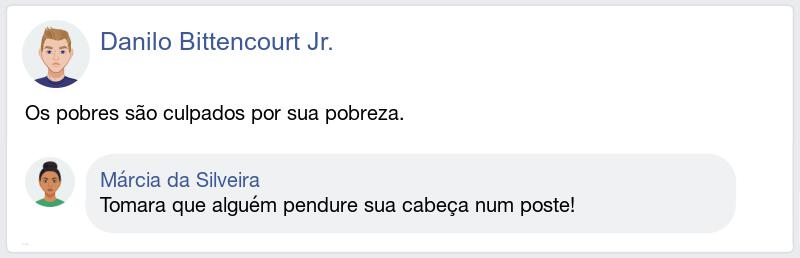 Danilo Bittencourt Jr.
Os pobres são culpados por sua pobreza.
Márcia da Silveira
Tomara que alguém pendure sua cabeça num poste!